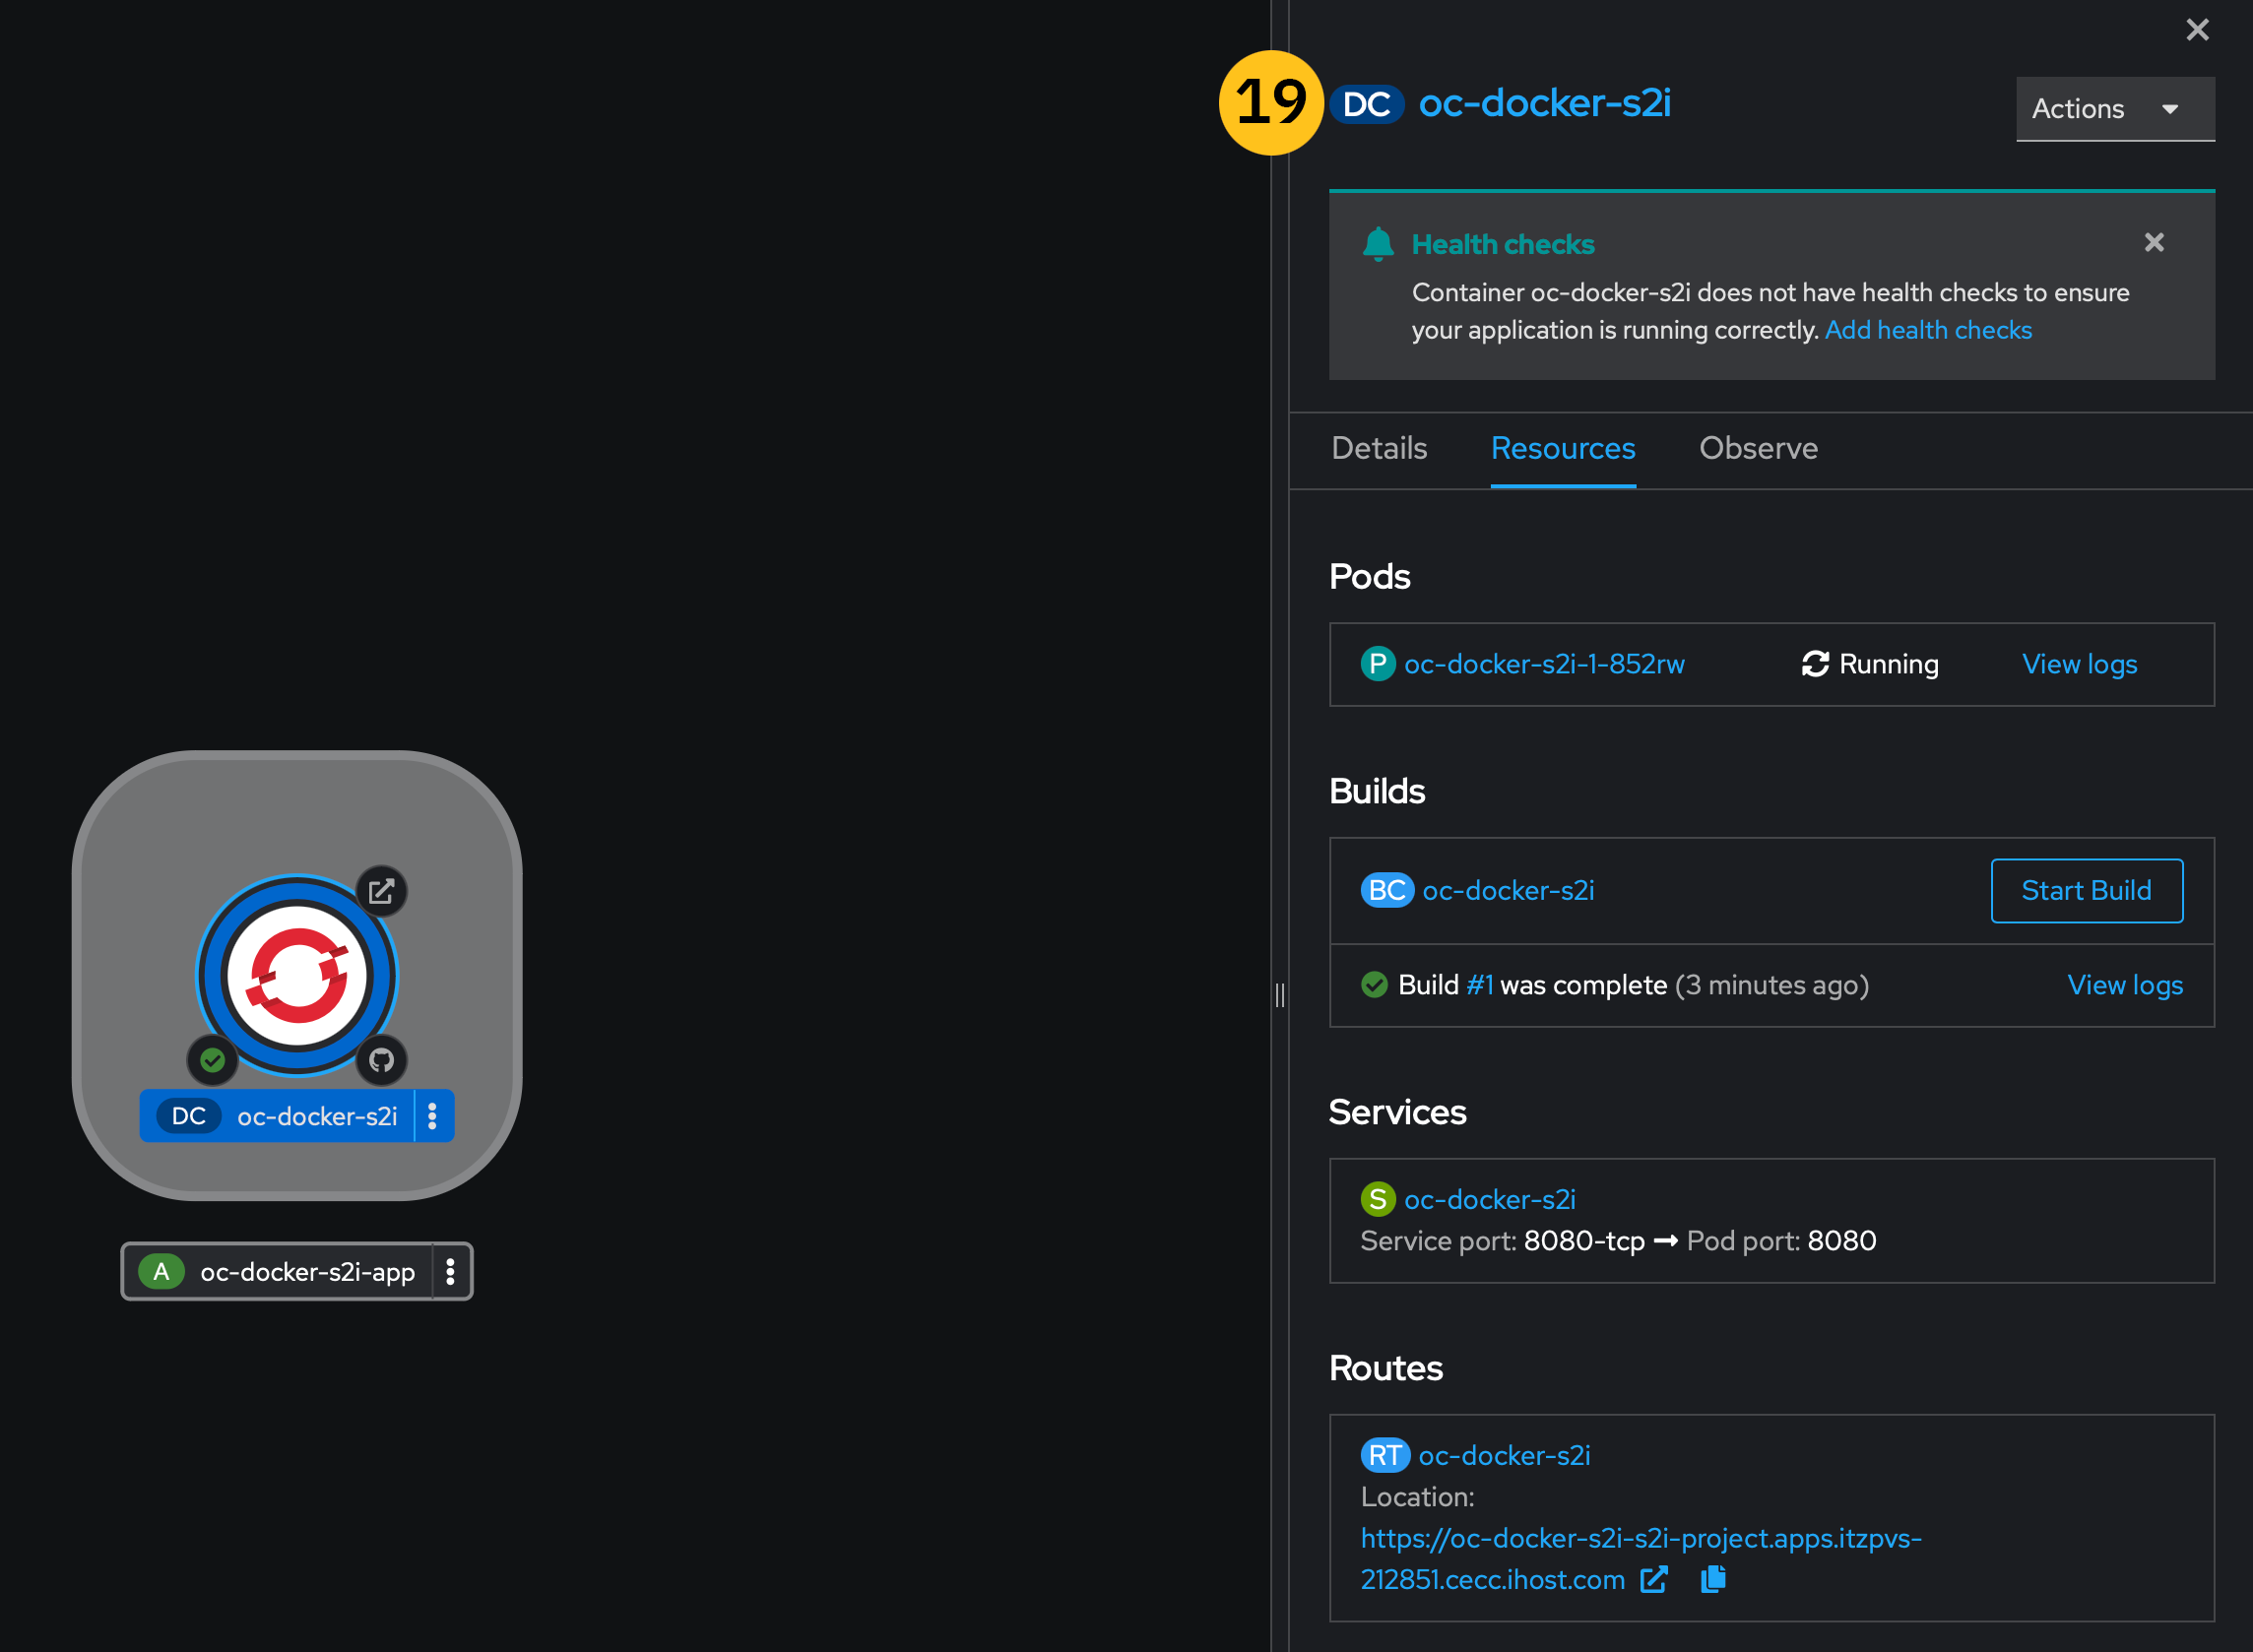 19
DC oc-docker-s2i
Actions
Health checks
Container oc-docker-s2i does not have health checks to ensure
your application is running correctly. Add health checks
Details Resources Observe
Pods
P oc-docker-s2i-1-852rw Running View logs
Builds
BC oc-docker-s2i Start Build
Build #1 was complete (3 minutes ago) View logs
Services
S oc-docker-s2i
Service port: 8080-tcp → Pod port: 8080
Routes
RT oc-docker-s2i
Location:
https://oc-docker-s2i-s2i-project.apps.itzpvs-
212851.cecc.ihost.com
DC oc-docker-s2i
A oc-docker-s2i-app